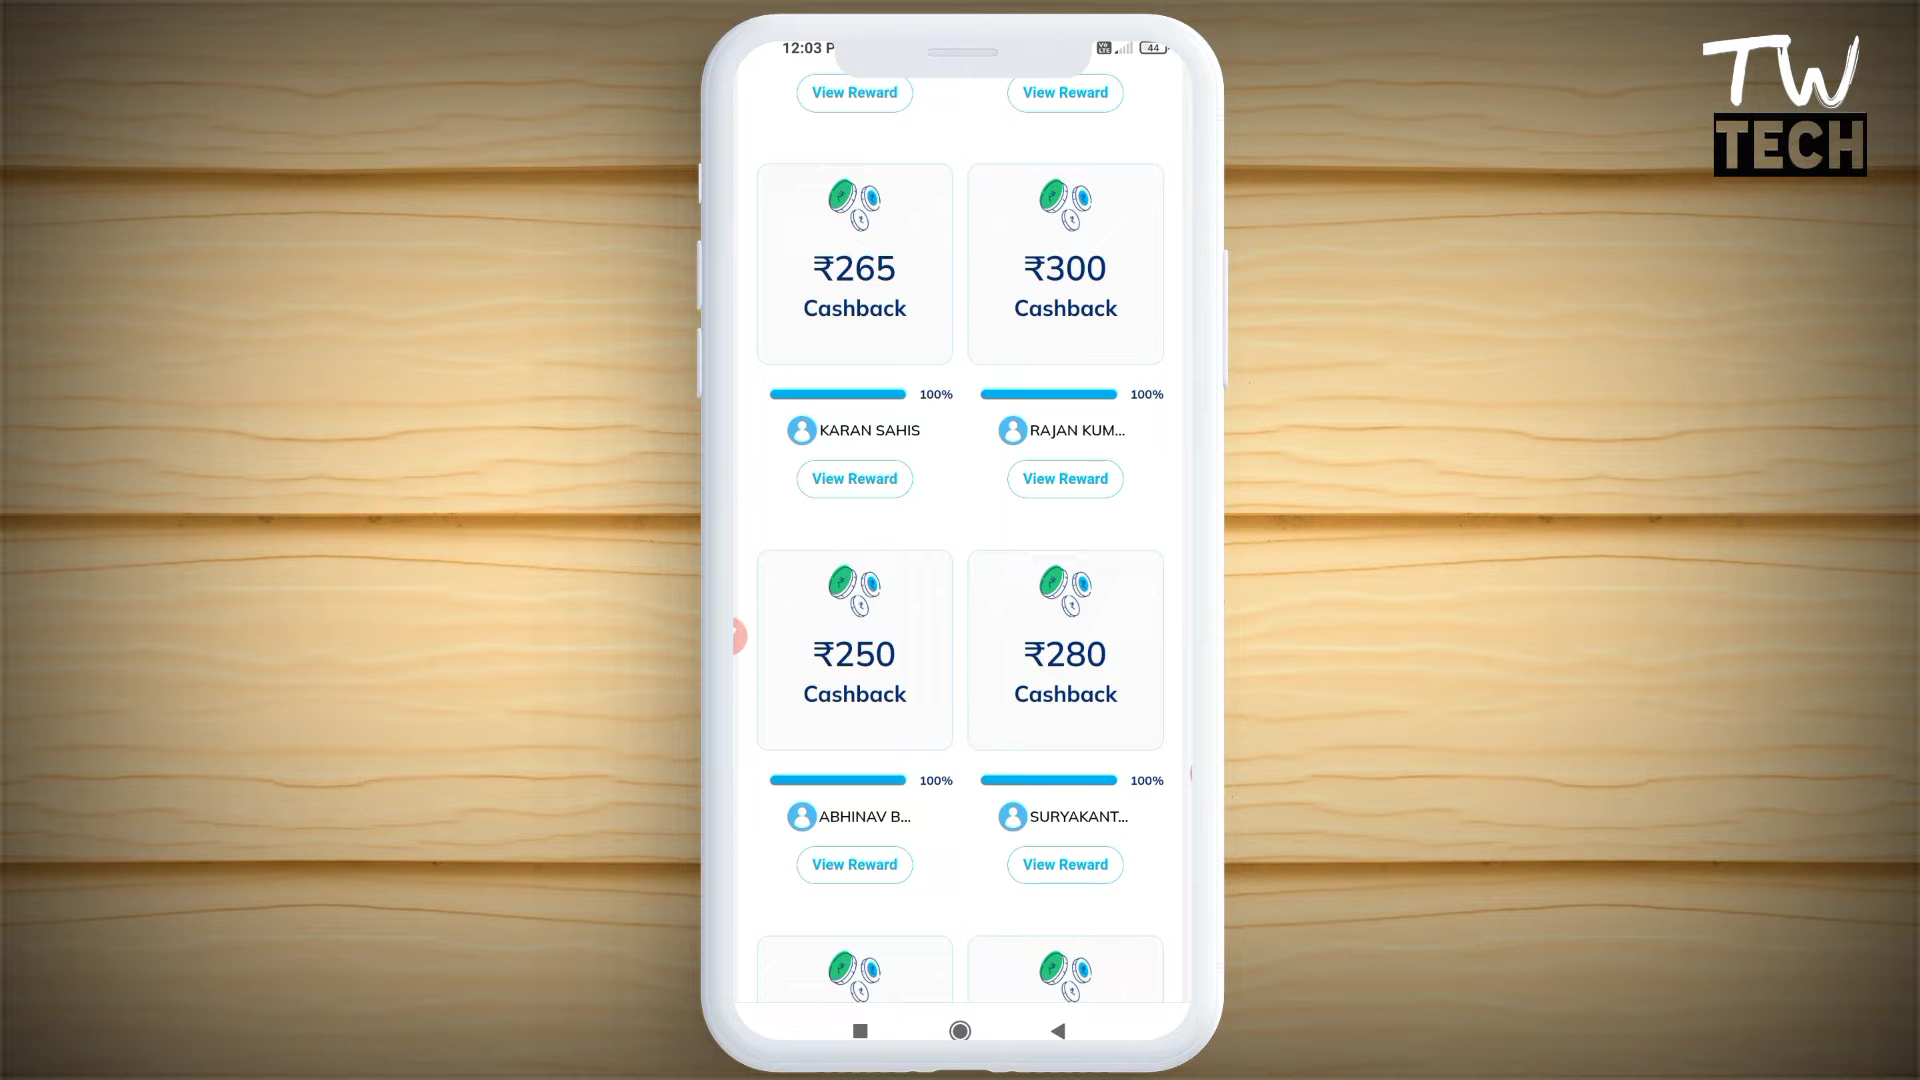 12:03 P
44
TW
TECH
View Reward
View Reward
₹265
Cashback
₹300
Cashback
100%
100%
KARAN SAHIS
RAJAN KUM...
View Reward
View Reward
₹250
Cashback
₹280
Cashback
100%
100%
ABHINAV B...
SURYAKANT...
View Reward
View Reward